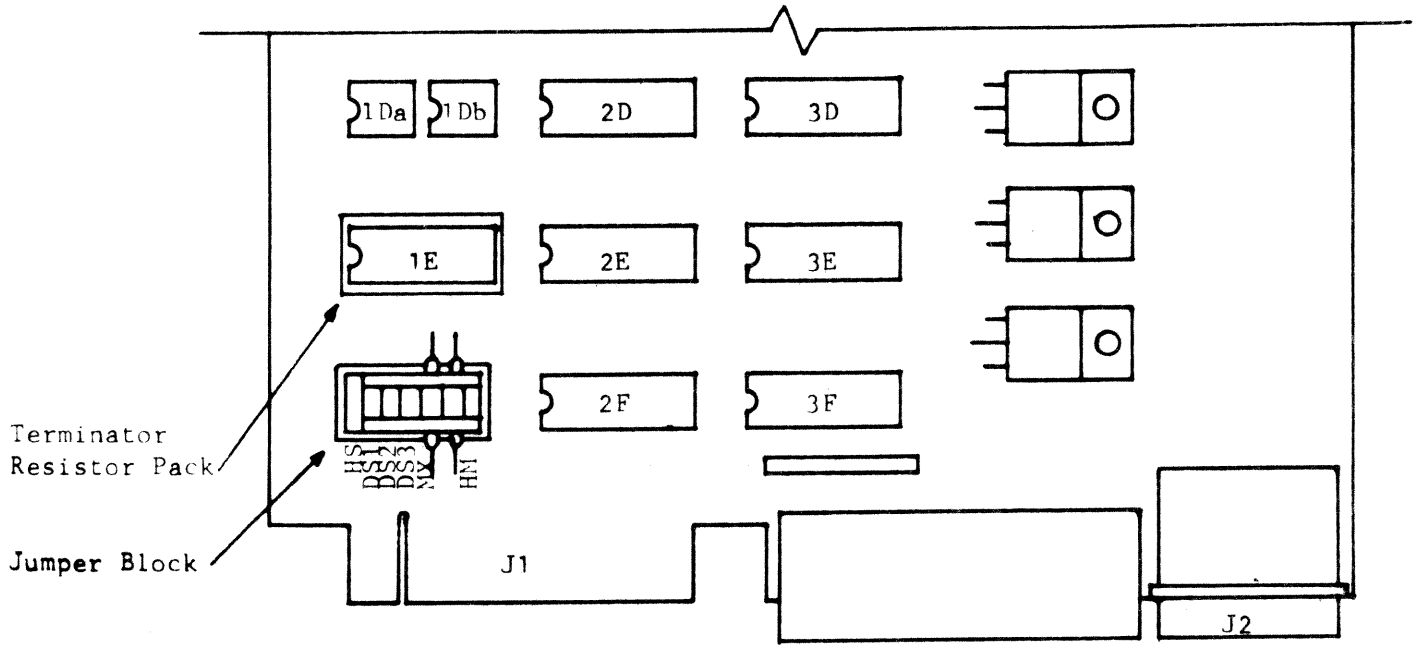 1Da 1Db 2D 3D
1E 2E 3E
2F 3F
Terminator
Resistor Pack
HS
DS1
DS2
DS3
MX
HM
Jumper Block
J1
J2